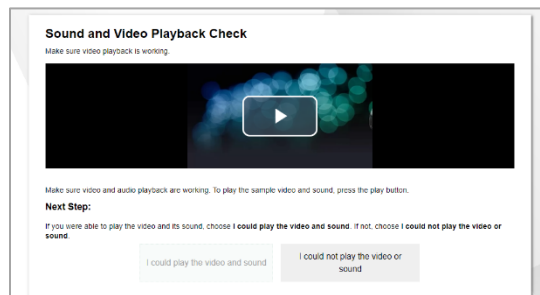 Sound and Video Playback Check
Make sure video playback is working.
Make sure video and audio playback are working. To play the sample video and sound, press the play button.
Next Step:
If you were able to play the video and its sound, choose I could play the video and sound. If not, choose I could not play the video or
sound.
I could play the video and sound
I could not play the video or
sound